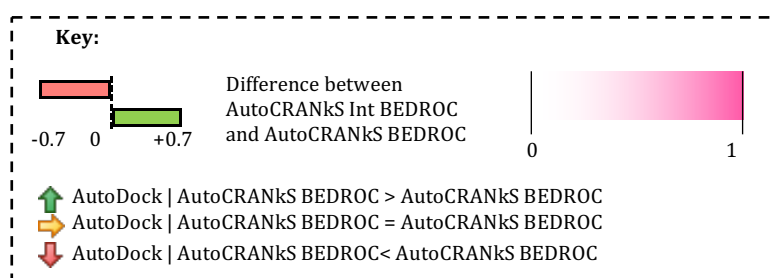 Key:
Difference between
AutoCRANkS Int BEDROC
and AutoCRANkS BEDROC
-0.7 0 +0.7
0 1
AutoDock | AutoCRANkS BEDROC > AutoCRANkS BEDROC
AutoDock | AutoCRANkS BEDROC = AutoCRANkS BEDROC
AutoDock | AutoCRANkS BEDROC< AutoCRANkS BEDROC